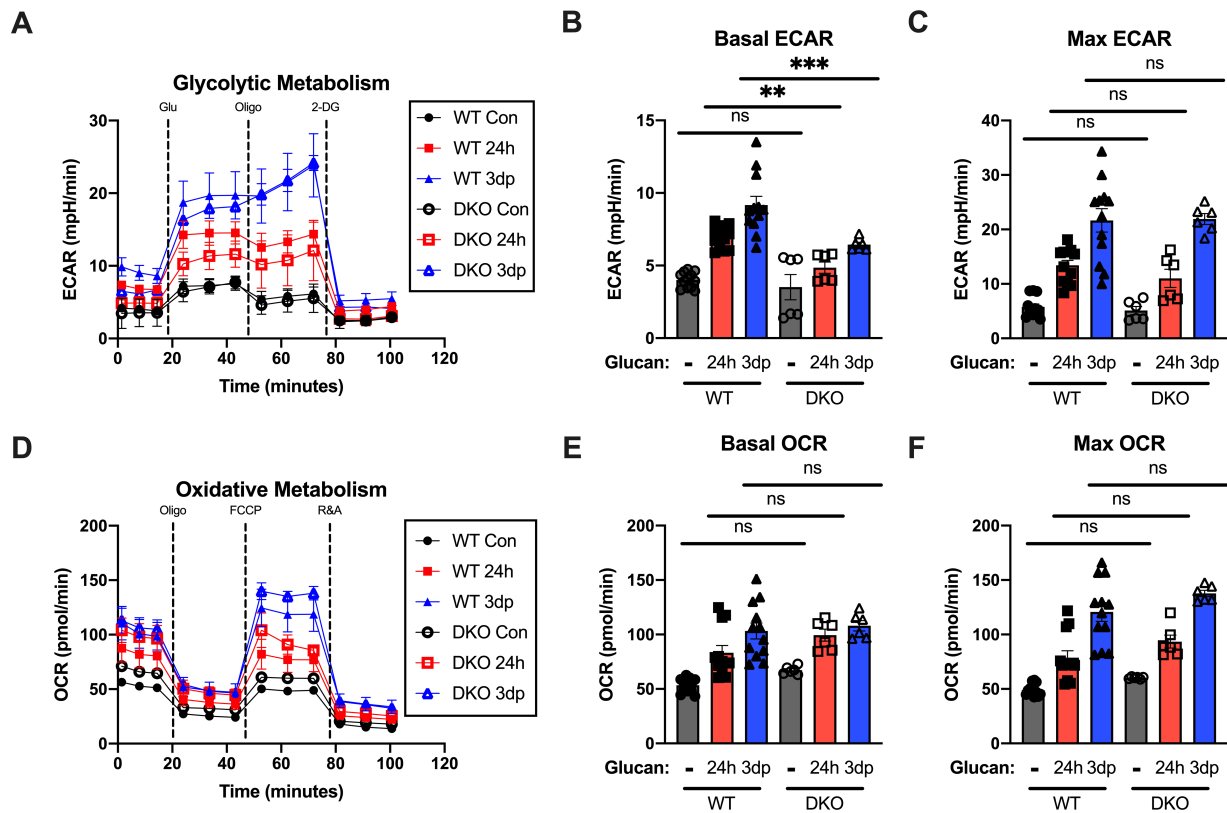 A
Glycolytic Metabolism
Glu
Oligo
2-DG
ECAR (mpH/min)
30
20
10
0
0 20 40 60 80 100 120
Time (minutes)
WT Con
WT 24h
WT 3dp
DKO Con
DKO 24h
DKO 3dp
B
Basal ECAR
***
**
ns
ECAR (mpH/min)
15
10
5
0
Glucan: - 24h 3dp - 24h 3dp
WT DKO
C
Max ECAR
ns
ns
ns
ECAR (mpH/min)
40
30
20
10
0
Glucan: - 24h 3dp - 24h 3dp
WT DKO
D
Oxidative Metabolism
Oligo
FCCP
R&A
OCR (pmol/min)
200
150
100
50
0
0 20 40 60 80 100 120
Time (minutes)
WT Con
WT 24h
WT 3dp
DKO Con
DKO 24h
DKO 3dp
E
Basal OCR
ns
ns
ns
OCR (pmol/min)
200
150
100
50
0
Glucan: - 24h 3dp - 24h 3dp
WT DKO
F
Max OCR
ns
ns
ns
OCR (pmol/min)
200
150
100
50
0
Glucan: - 24h 3dp - 24h 3dp
WT DKO